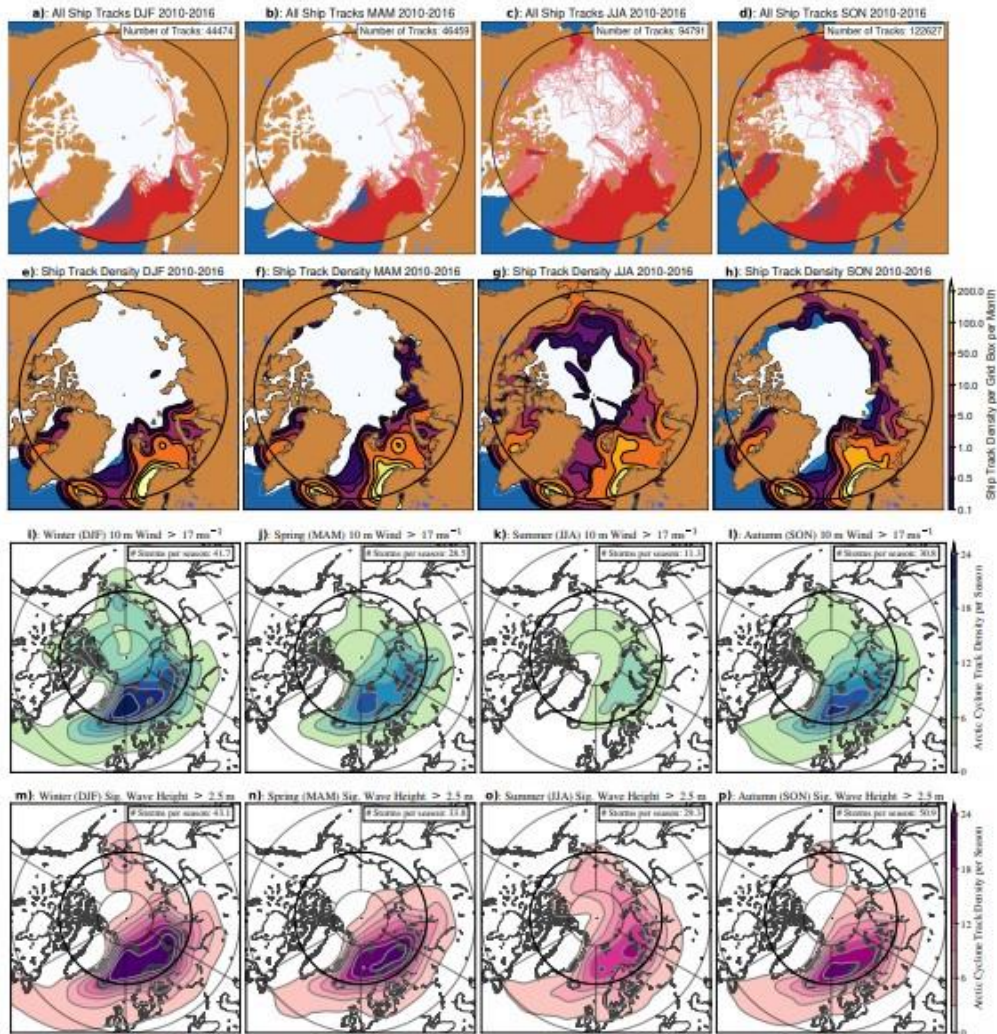 a): All Ship Tracks DJF 2010-2016
Number of Tracks: 44474
b): All Ship Tracks MAM 2010-2016
Number of Tracks: 46459
c): All Ship Tracks JJA 2010-2016
Number of Tracks: 94791
d): All Ship Tracks SON 2010-2016
Number of Tracks: 122627
e): Ship Track Density DJF 2010-2016
f): Ship Track Density MAM 2010-2016
g): Ship Track Density JJA 2010-2016
h): Ship Track Density SON 2010-2016
200.0
100.0
50.0
10.0
5.0
1.0
0.5
0.1
Ship Track Density per Grid Box per Month
i): Winter (DJF) 10 m Wind > 17 ms⁻¹
# Storms per season: 41.7
j): Spring (MAM) 10 m Wind > 17 ms⁻¹
# Storms per season: 28.5
k): Summer (JJA) 10 m Wind > 17 ms⁻¹
# Storms per season: 11.3
l): Autumn (SON) 10 m Wind > 17 ms⁻¹
# Storms per season: 30.8
24
18
12
6
0
Arctic Cyclone Track Density per Season
m): Winter (DJF) Sig. Wave Height > 2.5 m
# Storms per season: 43.1
n): Spring (MAM) Sig. Wave Height > 2.5 m
# Storms per season: 33.8
o): Summer (JJA) Sig. Wave Height > 2.5 m
# Storms per season: 29.3
p): Autumn (SON) Sig. Wave Height > 2.5 m
# Storms per season: 50.9
24
18
12
6
0
Arctic Cyclone Track Density per Season